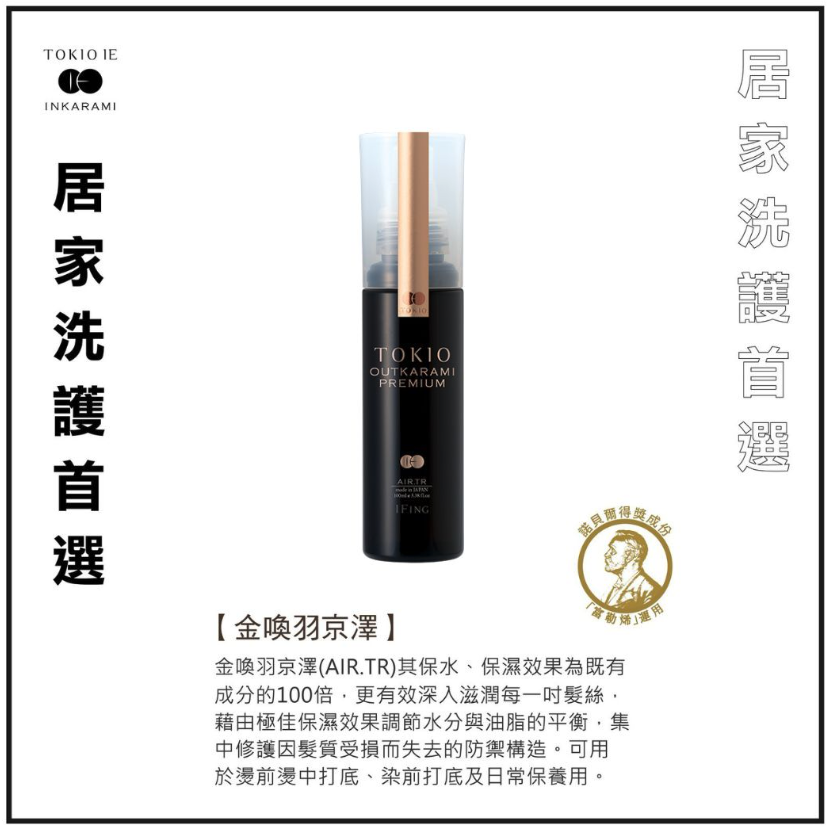 TOKIO IE
INKARAMI
居家洗護首選
居家洗護首選
TOKIO
TOKIO
OUTKARAMI
PREMIUM
AIR.TR
made in JAPAN
100ml e 3.38fl.oz
IFING
諾貝爾得獎成份
「富勒烯」運用
【金喚羽京澤】
金喚羽京澤(AIR.TR)其保水、保濕效果為既有
成分的100倍，更有效深入滋潤每一吋髮絲，
藉由極佳保濕效果調節水分與油脂的平衡，集
中修護因髮質受損而失去的防禦構造。可用
於燙前燙中打底、染前打底及日常保養用。